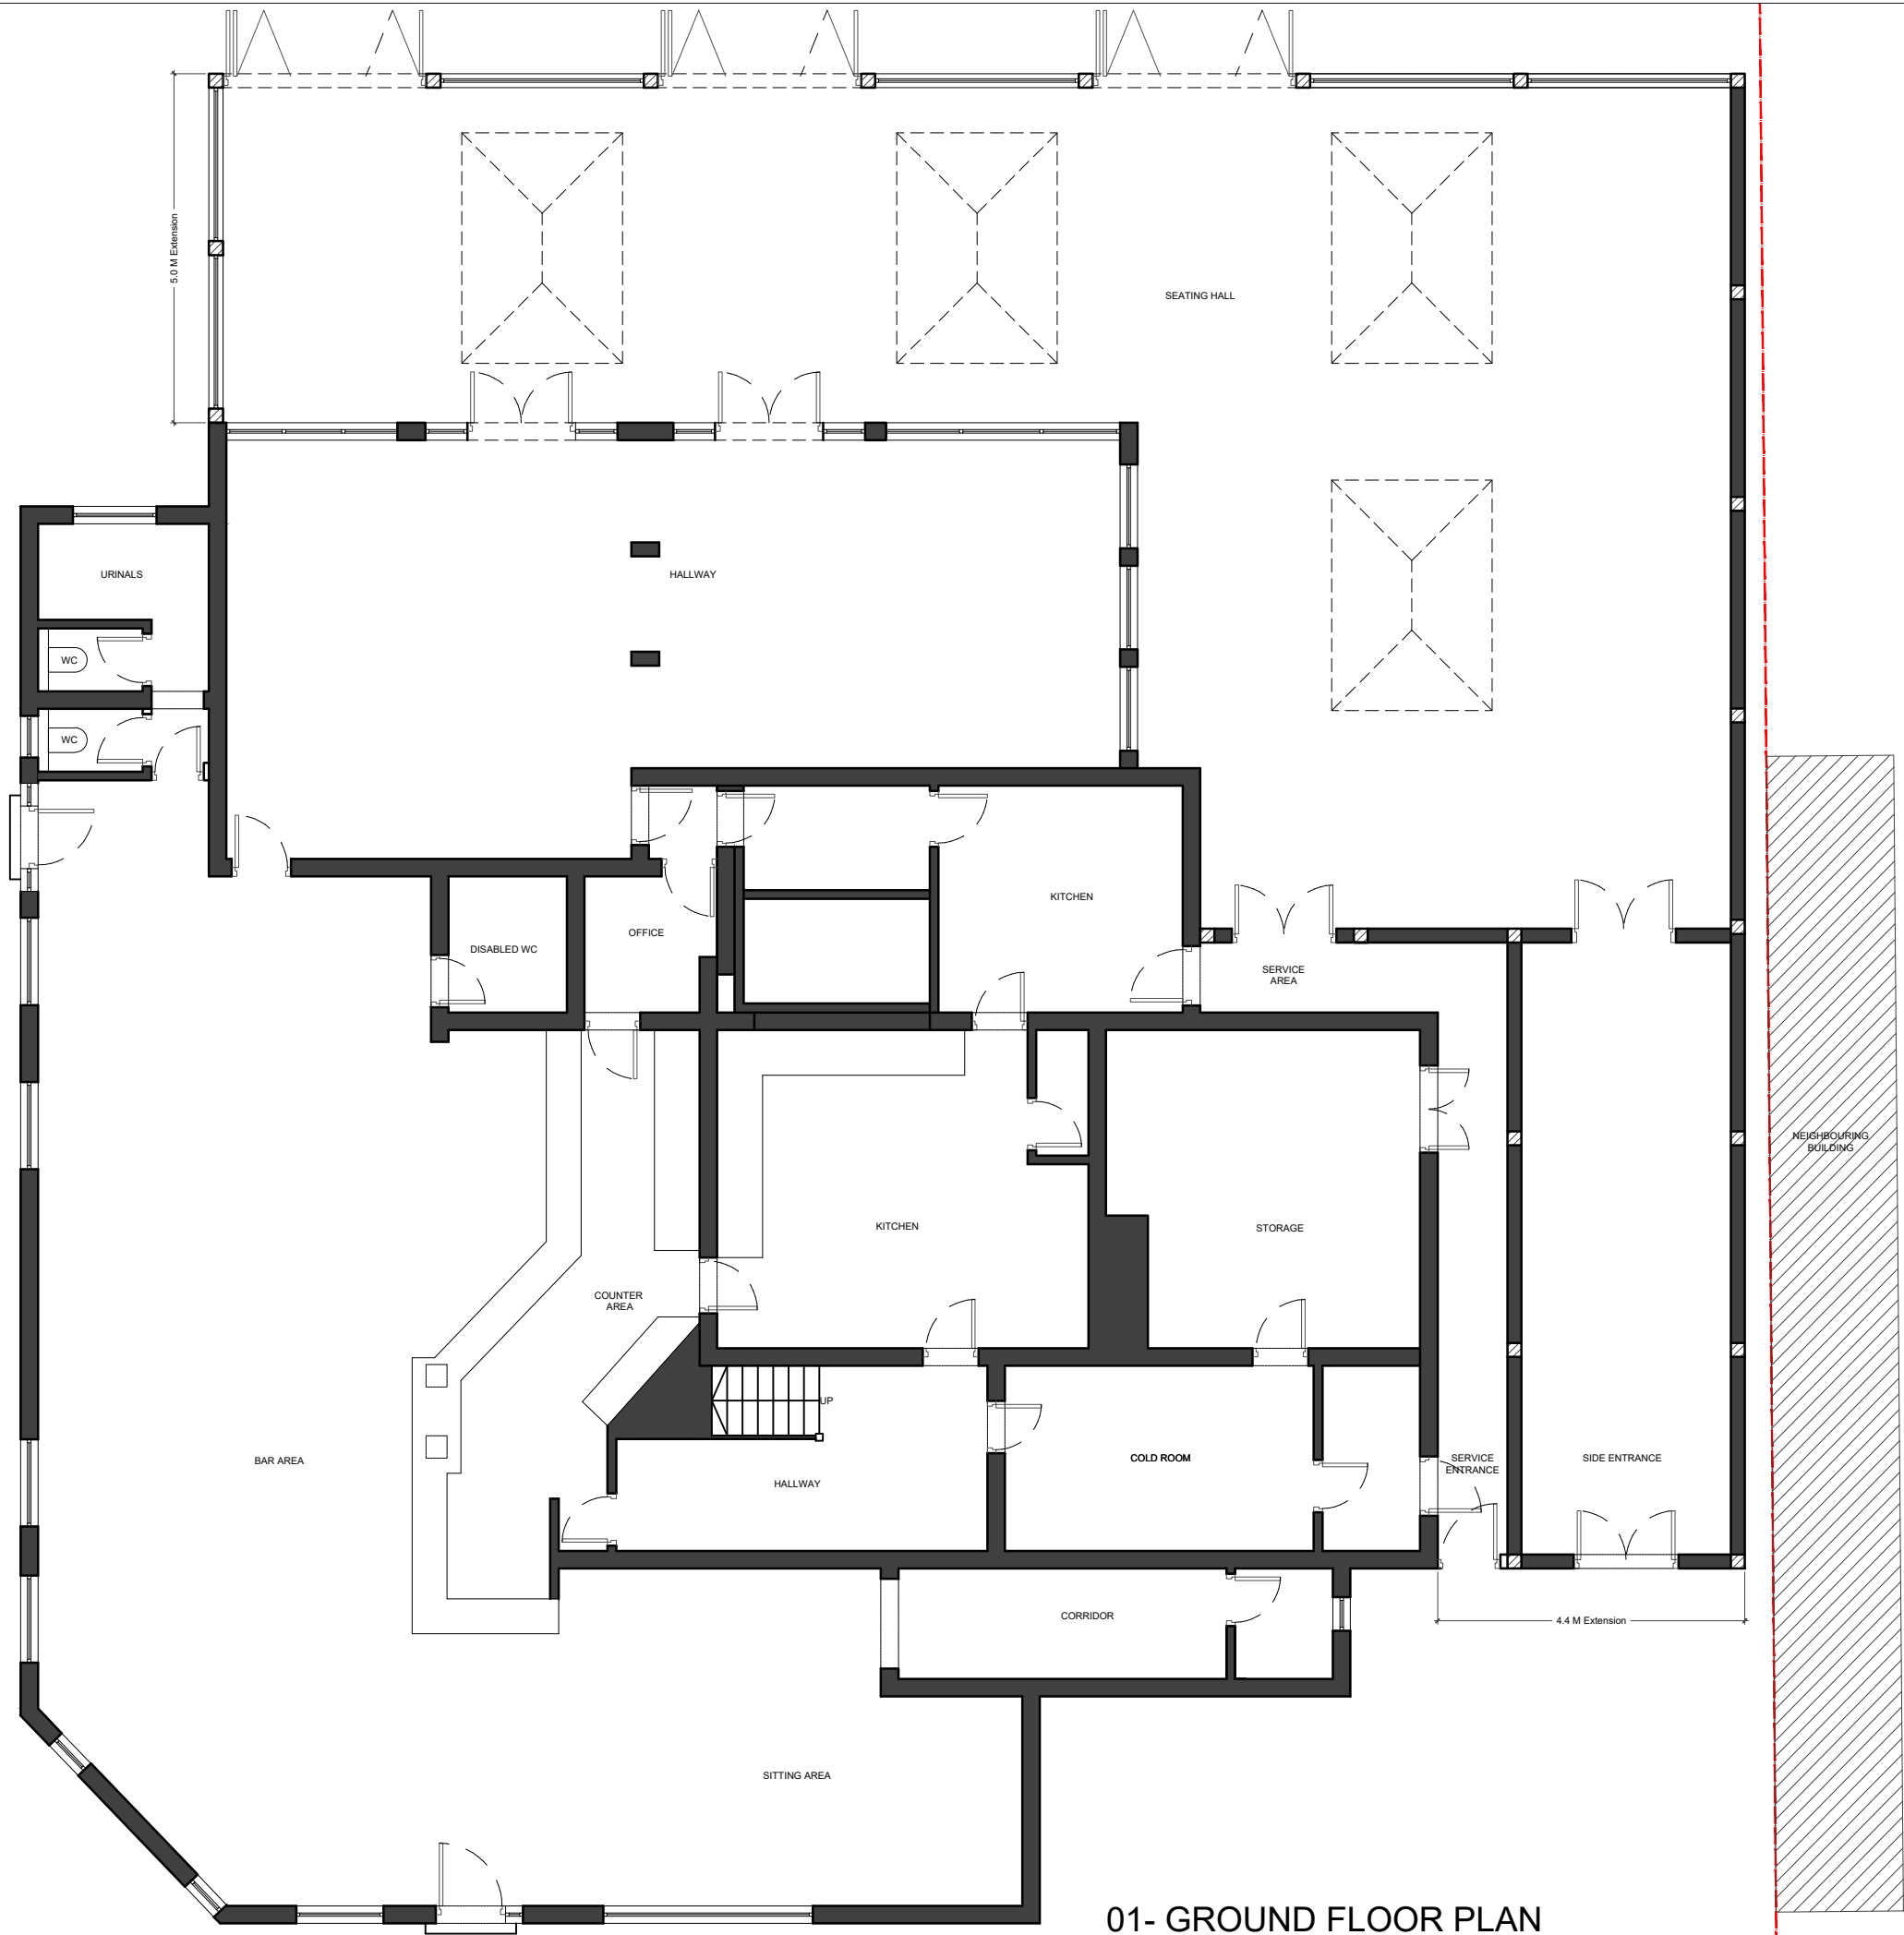 5.0 M Extension
SEATING HALL
URINALS
HALLWAY
WC
WC
KITCHEN
OFFICE
DISABLED WC
SERVICE
AREA
NEIGHBOURING
BUILDING
KITCHEN
STORAGE
COUNTER
AREA
UP
BAR AREA
COLD ROOM
SERVICE
ENTRANCE
SIDE ENTRANCE
HALLWAY
CORRIDOR
4.4 M Extension
SITTING AREA
01- GROUND FLOOR PLAN